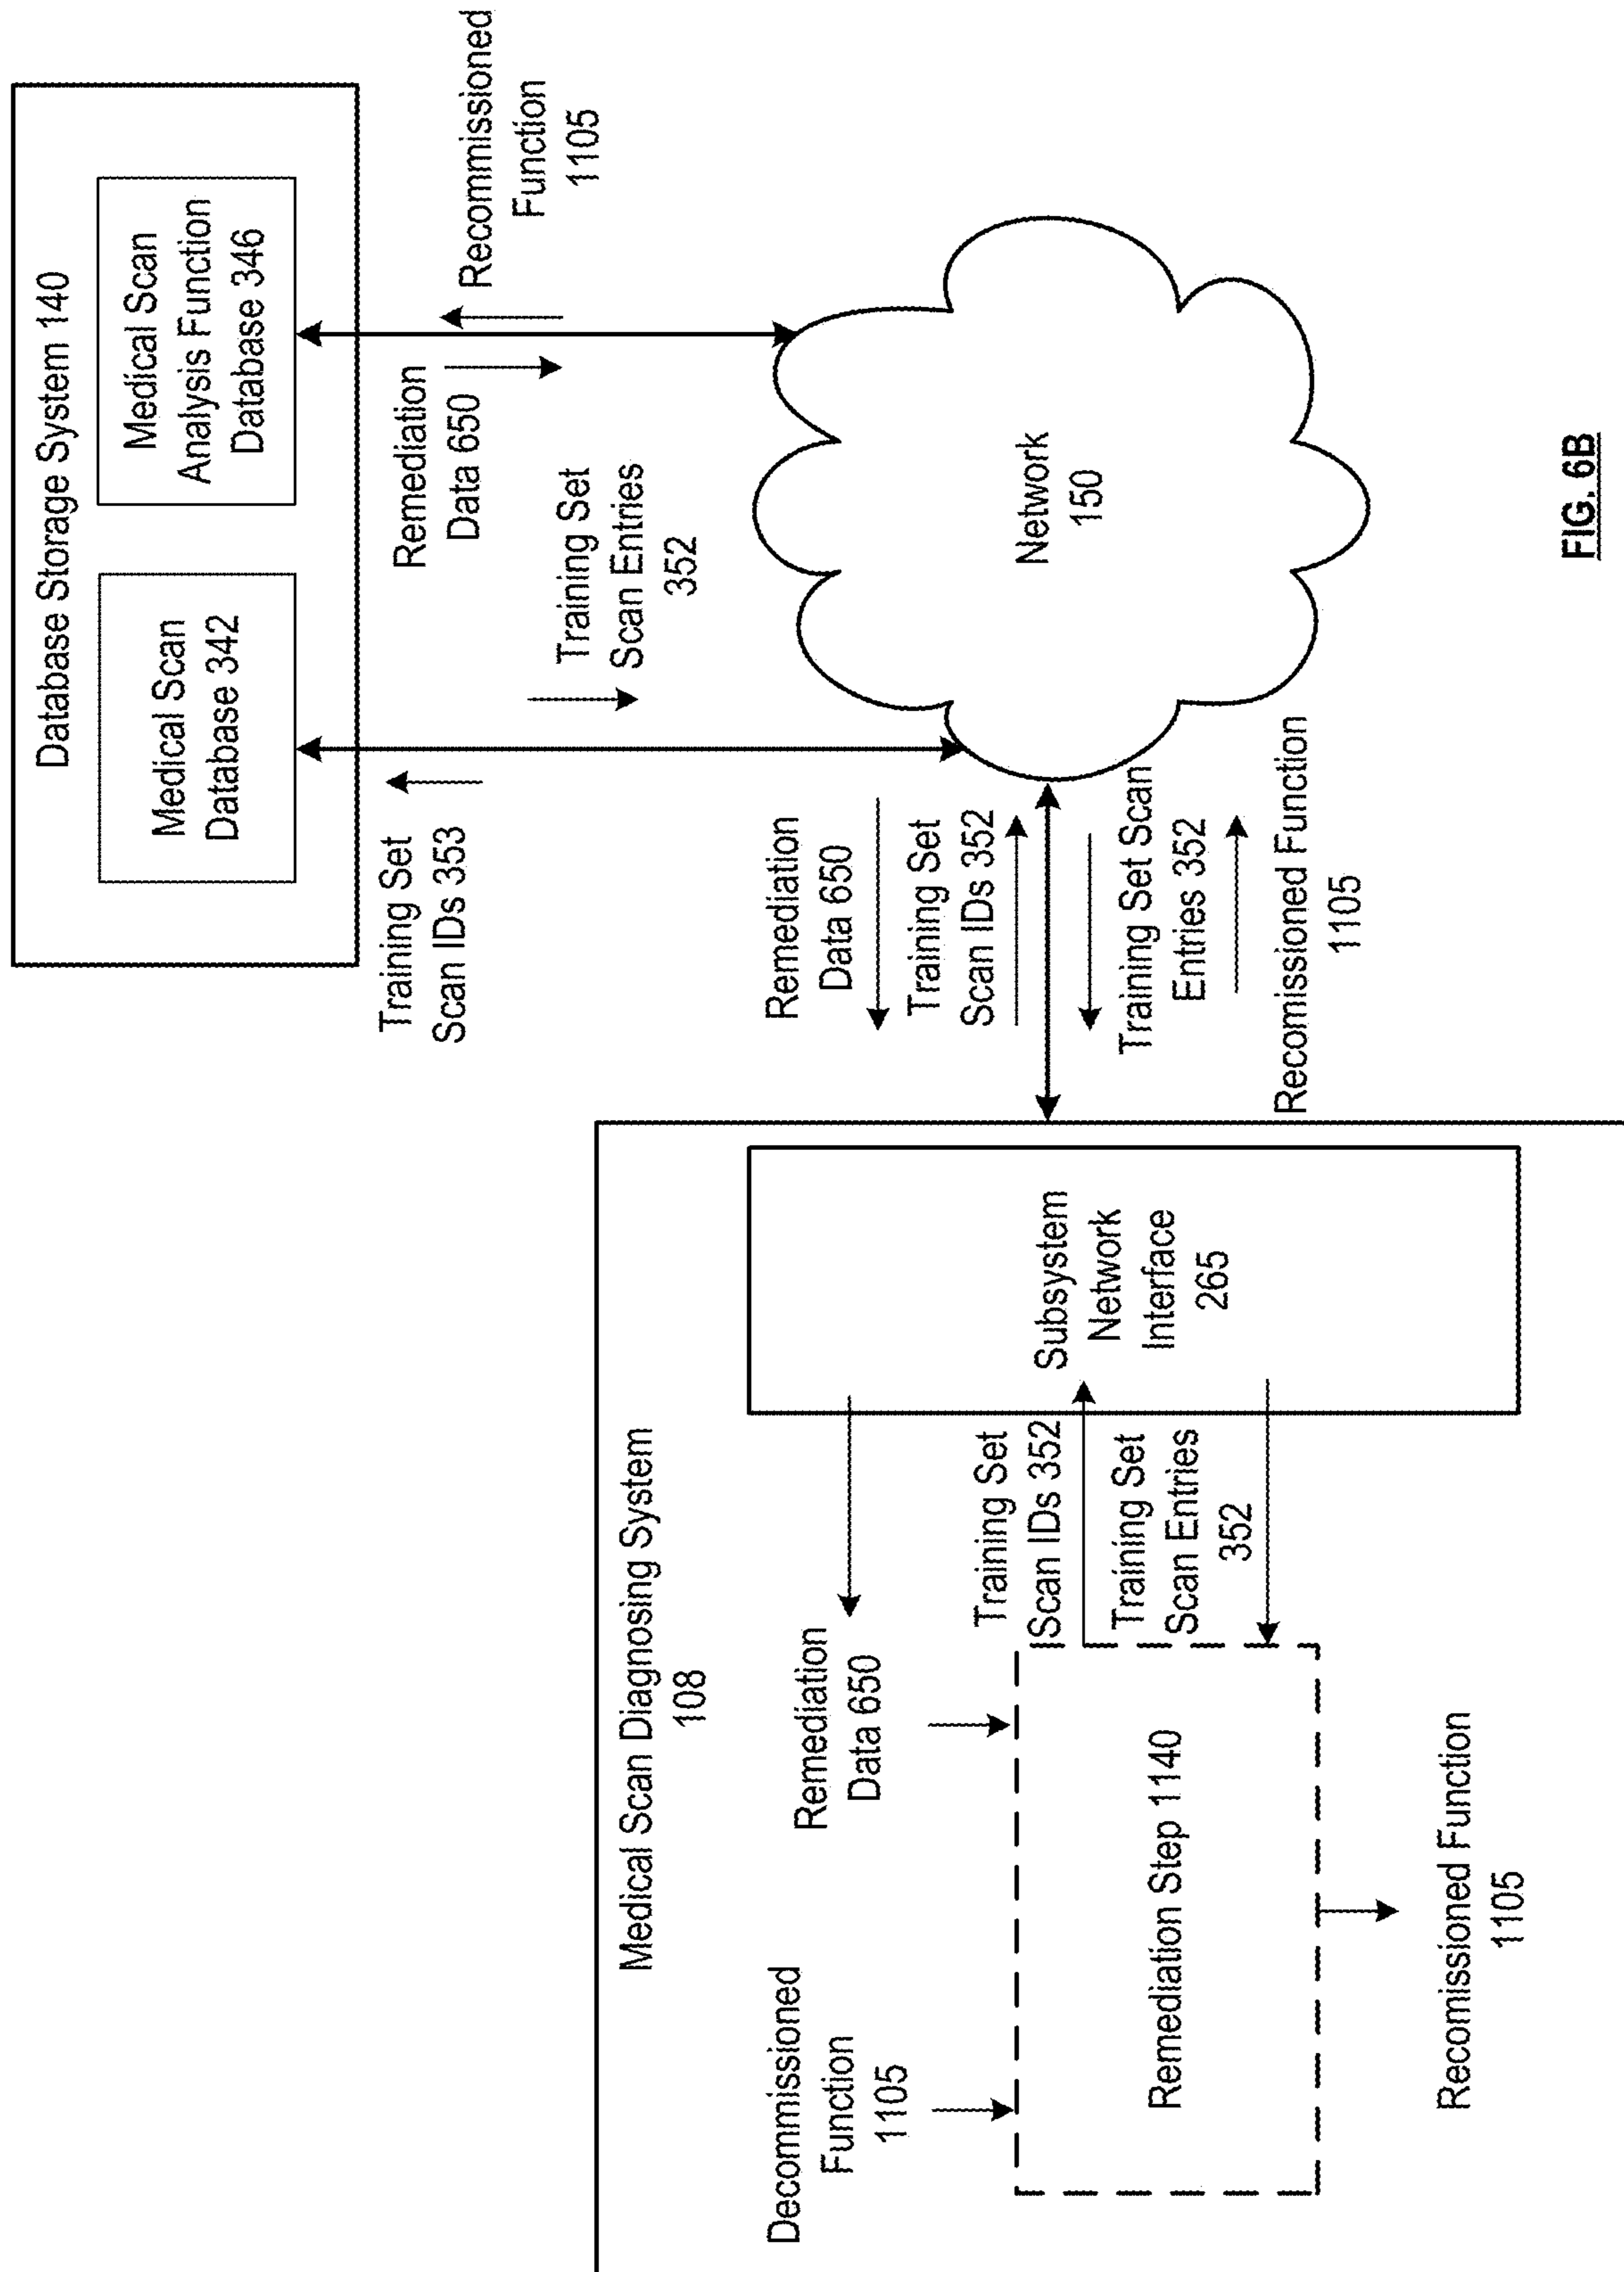 Medical Scan Diagnosing System
108
Decommissioned
Function
1105
Remediation
Data 650
Remediation Step 1140
Training Set
Scan IDs 352
Training Set
Scan Entries
352
Recomissioned Function
1105
Subsystem
Network
Interface
265
Remediation
Data 650
Training Set
Scan IDs 352
Training Set Scan
Entries 352
Recomissioned Function
1105
Database Storage System 140
Medical Scan
Database 342
Medical Scan
Analysis Function
Database 346
Training Set
Scan IDs 353
Training Set
Scan Entries
352
Remediation
Data 650
Recommissioned
Function
1105
Network
150
FIG. 6B